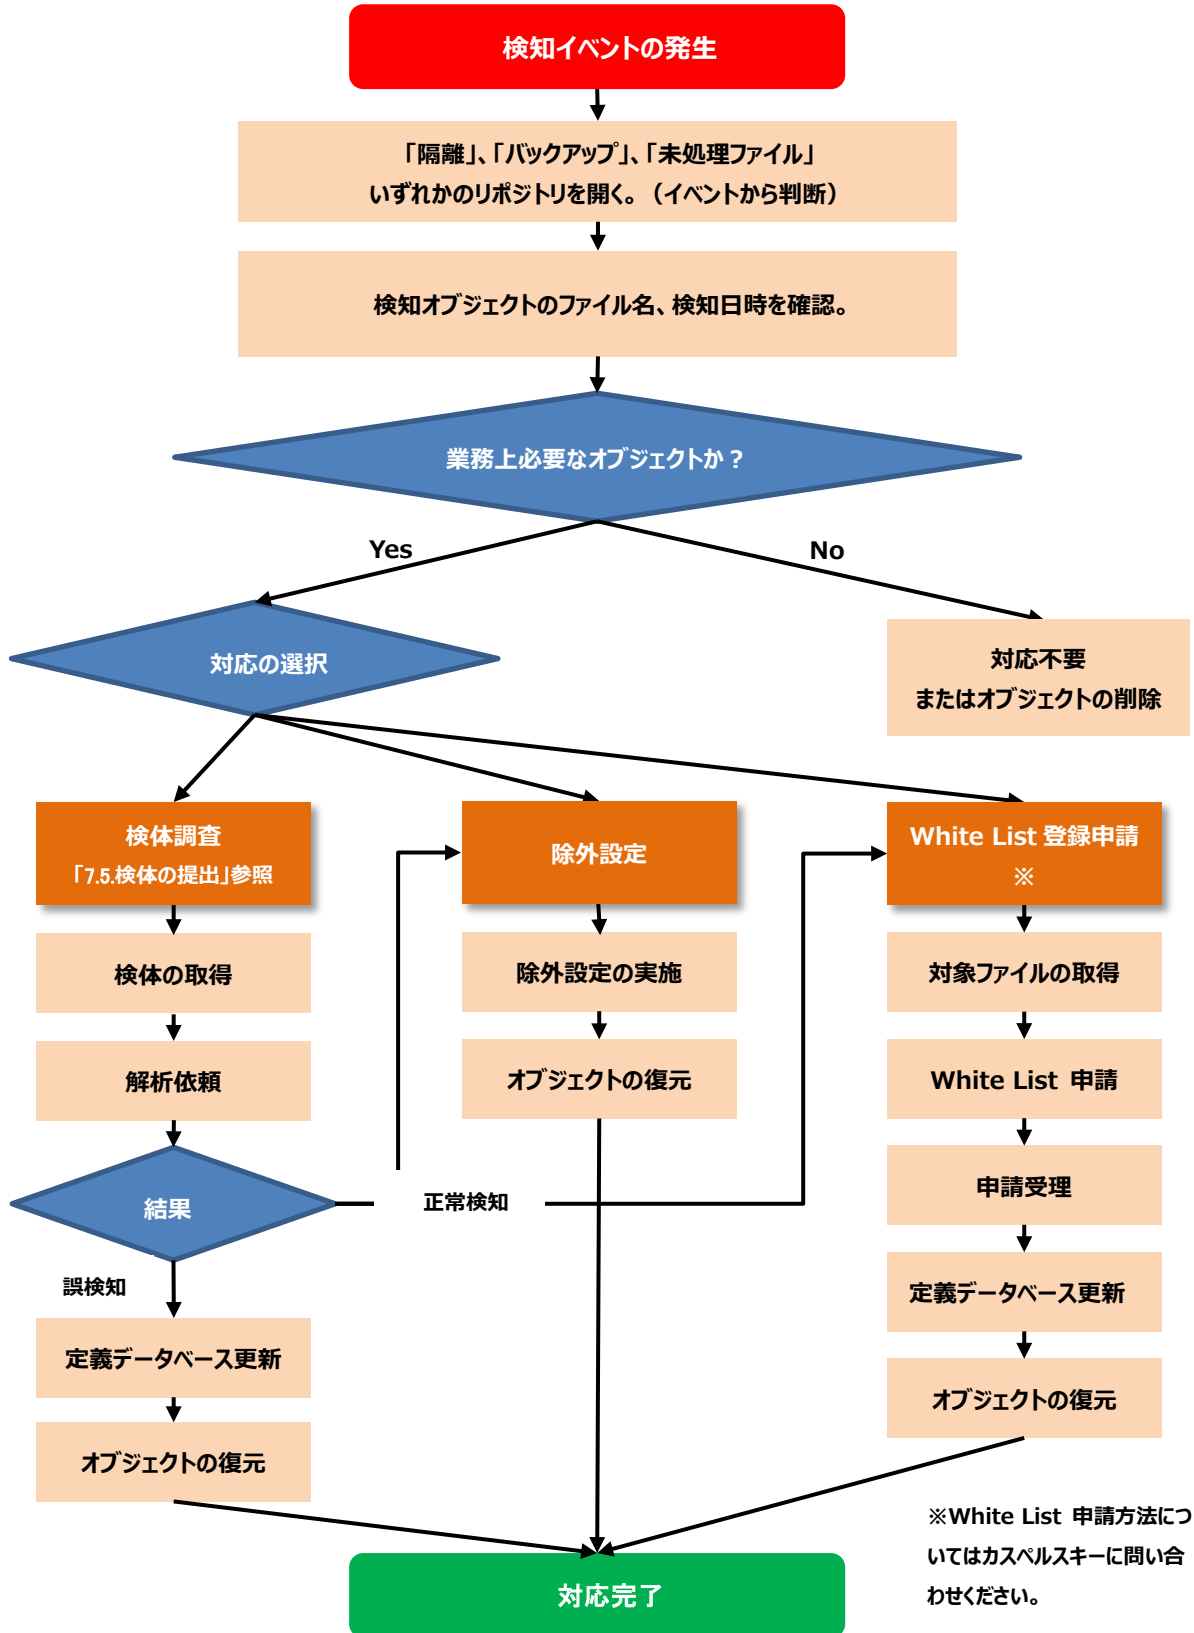 検知イベントの発生
「隔離」、「バックアップ」、「未処理ファイル」
いずれかのリポジトリを開く。（イベントから判断）
検知オブジェクトのファイル名、検知日時を確認。
業務上必要なオブジェクトか？
Yes
No
対応の選択
対応不要
またはオブジェクトの削除
検体調査
「7.5.検体の提出」参照
除外設定
White List 登録申請
※
検体の取得
除外設定の実施
対象ファイルの取得
解析依頼
オブジェクトの復元
White List 申請
結果
正常検知
申請受理
誤検知
定義データベース更新
定義データベース更新
オブジェクトの復元
オブジェクトの復元
※White List 申請方法につ
いてはカスペルスキーに問い合
わせください。
対応完了